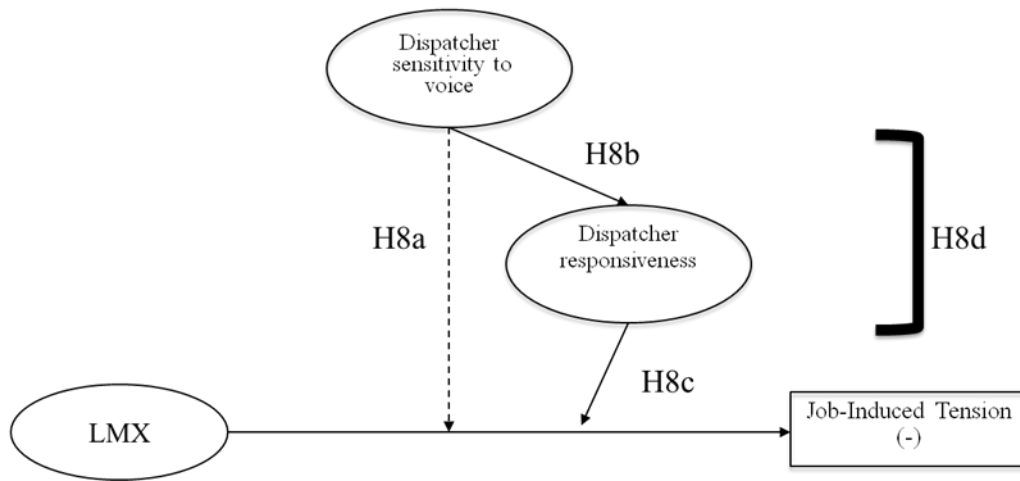 Dispatcher
sensitivity to
voice
H8b
H8a
Dispatcher
responsiveness
H8d
H8c
LMX
Job-Induced Tension
(-)